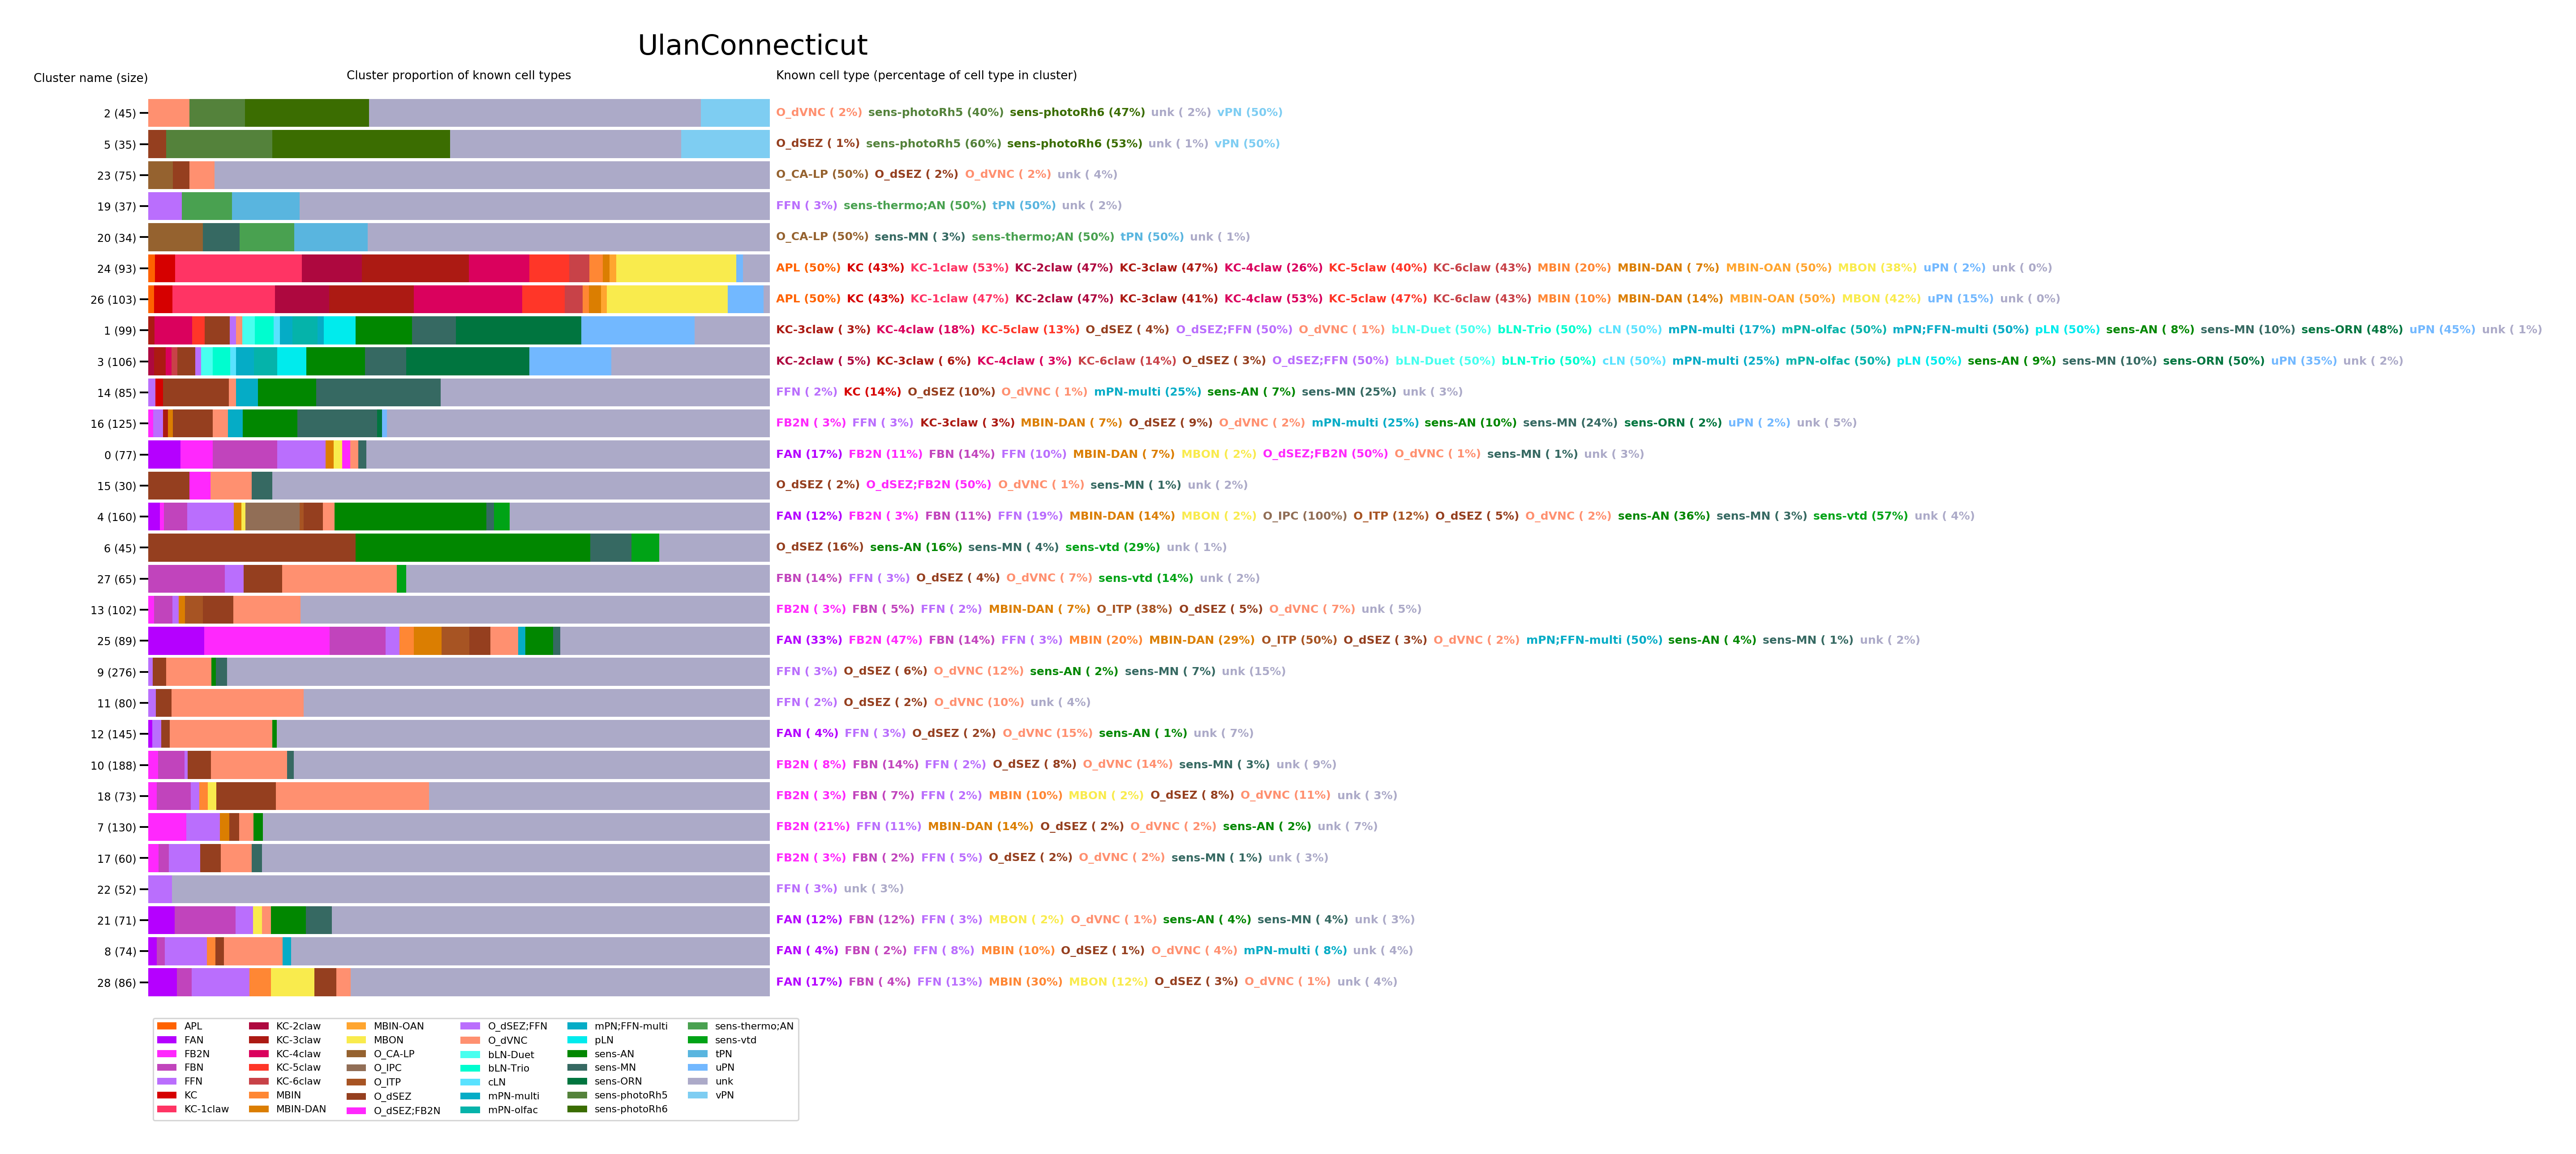 UlanConnecticut
Cluster name (size) Cluster proportion of known cell types Known cell type (percentage of cell type in cluster)
2 (45) O_dVNC ( 2%) sens-photoRh5 (40%) sens-photoRh6 (47%) unk ( 2%) vPN (50%)
5 (35) O_dSEZ ( 1%) sens-photoRh5 (60%) sens-photoRh6 (53%) unk ( 1%) vPN (50%)
23 (75) O_CA-LP (50%) O_dSEZ ( 2%) O_dVNC ( 2%) unk ( 4%)
19 (37) FFN ( 3%) sens-thermo;AN (50%) tPN (50%) unk ( 2%)
20 (34) O_CA-LP (50%) sens-MN ( 3%) sens-thermo;AN (50%) tPN (50%) unk ( 1%)
24 (93) APL (50%) KC (43%) KC-1claw (53%) KC-2claw (47%) KC-3claw (47%) KC-4claw (26%) KC-5claw (40%) KC-6claw (43%) MBIN (20%) MBIN-DAN ( 7%) MBIN-OAN (50%) MBON (38%) uPN ( 2%) unk ( 0%)
26 (103) APL (50%) KC (43%) KC-1claw (47%) KC-2claw (47%) KC-3claw (41%) KC-4claw (53%) KC-5claw (47%) KC-6claw (43%) MBIN (10%) MBIN-DAN (14%) MBIN-OAN (50%) MBON (42%) uPN (15%) unk ( 0%)
1 (99) KC-3claw ( 3%) KC-4claw (18%) KC-5claw (13%) O_dSEZ ( 4%) O_dSEZ;FFN (50%) O_dVNC ( 1%) bLN-Duet (50%) bLN-Trio (50%) cLN (50%) mPN-multi (17%) mPN-olfac (50%) mPN;FFN-multi (50%) pLN (50%) sens-AN ( 8%) sens-MN (10%) sens-ORN (48%) uPN (45%) unk ( 1%)
3 (106) KC-2claw ( 5%) KC-3claw ( 6%) KC-4claw ( 3%) KC-6claw (14%) O_dSEZ ( 3%) O_dSEZ;FFN (50%) bLN-Duet (50%) bLN-Trio (50%) cLN (50%) mPN-multi (25%) mPN-olfac (50%) pLN (50%) sens-AN ( 9%) sens-MN (10%) sens-ORN (50%) uPN (35%) unk ( 2%)
14 (85) FFN ( 2%) KC (14%) O_dSEZ (10%) O_dVNC ( 1%) mPN-multi (25%) sens-AN ( 7%) sens-MN (25%) unk ( 3%)
16 (125) FB2N ( 3%) FFN ( 3%) KC-3claw ( 3%) MBIN-DAN ( 7%) O_dSEZ ( 9%) O_dVNC ( 2%) mPN-multi (25%) sens-AN (10%) sens-MN (24%) sens-ORN ( 2%) uPN ( 2%) unk ( 5%)
0 (77) FAN (17%) FB2N (11%) FBN (14%) FFN (10%) MBIN-DAN ( 7%) MBON ( 2%) O_dSEZ;FB2N (50%) O_dVNC ( 1%) sens-MN ( 1%) unk ( 3%)
15 (30) O_dSEZ ( 2%) O_dSEZ;FB2N (50%) O_dVNC ( 1%) sens-MN ( 1%) unk ( 2%)
4 (160) FAN (12%) FB2N ( 3%) FBN (11%) FFN (19%) MBIN-DAN (14%) MBON ( 2%) O_IPC (100%) O_ITP (12%) O_dSEZ ( 5%) O_dVNC ( 2%) sens-AN (36%) sens-MN ( 3%) sens-vtd (57%) unk ( 4%)
6 (45) O_dSEZ (16%) sens-AN (16%) sens-MN ( 4%) sens-vtd (29%) unk ( 1%)
27 (65) FBN (14%) FFN ( 3%) O_dSEZ ( 4%) O_dVNC ( 7%) sens-vtd (14%) unk ( 2%)
13 (102) FB2N ( 3%) FBN ( 5%) FFN ( 2%) MBIN-DAN ( 7%) O_ITP (38%) O_dSEZ ( 5%) O_dVNC ( 7%) unk ( 5%)
25 (89) FAN (33%) FB2N (47%) FBN (14%) FFN ( 3%) MBIN (20%) MBIN-DAN (29%) O_ITP (50%) O_dSEZ ( 3%) O_dVNC ( 2%) mPN;FFN-multi (50%) sens-AN ( 4%) sens-MN ( 1%) unk ( 2%)
9 (276) FFN ( 3%) O_dSEZ ( 6%) O_dVNC (12%) sens-AN ( 2%) sens-MN ( 7%) unk (15%)
11 (80) FFN ( 2%) O_dSEZ ( 2%) O_dVNC (10%) unk ( 4%)
12 (145) FAN ( 4%) FFN ( 3%) O_dSEZ ( 2%) O_dVNC (15%) sens-AN ( 1%) unk ( 7%)
10 (188) FB2N ( 8%) FBN (14%) FFN ( 2%) O_dSEZ ( 8%) O_dVNC (14%) sens-MN ( 3%) unk ( 9%)
18 (73) FB2N ( 3%) FBN ( 7%) FFN ( 2%) MBIN (10%) MBON ( 2%) O_dSEZ ( 8%) O_dVNC (11%) unk ( 3%)
7 (130) FB2N (21%) FFN (11%) MBIN-DAN (14%) O_dSEZ ( 2%) O_dVNC ( 2%) sens-AN ( 2%) unk ( 7%)
17 (60) FB2N ( 3%) FBN ( 2%) FFN ( 5%) O_dSEZ ( 2%) O_dVNC ( 2%) sens-MN ( 1%) unk ( 3%)
22 (52) FFN ( 3%) unk ( 3%)
21 (71) FAN (12%) FBN (12%) FFN ( 3%) MBON ( 2%) O_dVNC ( 1%) sens-AN ( 4%) sens-MN ( 4%) unk ( 3%)
8 (74) FAN ( 4%) FBN ( 2%) FFN ( 8%) MBIN (10%) O_dSEZ ( 1%) O_dVNC ( 4%) mPN-multi ( 8%) unk ( 4%)
28 (86) FAN (17%) FBN ( 4%) FFN (13%) MBIN (30%) MBON (12%) O_dSEZ ( 3%) O_dVNC ( 1%) unk ( 4%)
APL KC-2claw MBIN-OAN O_dSEZ;FFN mPN;FFN-multi sens-thermo;AN
FAN KC-3claw MBON O_dVNC pLN sens-vtd
FB2N KC-4claw O_CA-LP bLN-Duet sens-AN tPN
FBN KC-5claw O_IPC bLN-Trio sens-MN uPN
FFN KC-6claw O_ITP cLN sens-ORN unk
KC MBIN O_dSEZ mPN-multi sens-photoRh5 vPN
KC-1claw MBIN-DAN O_dSEZ;FB2N mPN-olfac sens-photoRh6